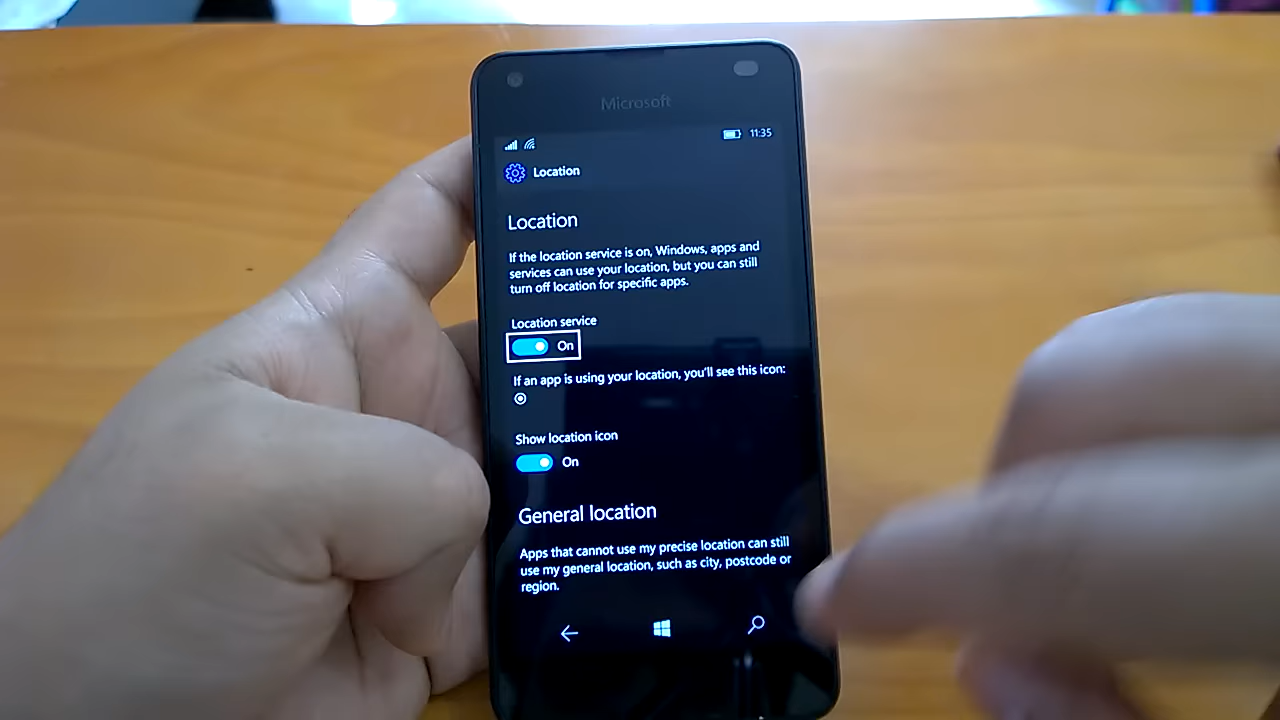 Microsoft
11:35
Location
Location
If the location service is on, Windows, apps and
services can use your location, but you can still
turn off location for specific apps.
Location service
On
If an app is using your location, you'll see this icon:
Show location icon
On
General location
Apps that cannot use my precise location can still
use my general location, such as city, postcode or
region.